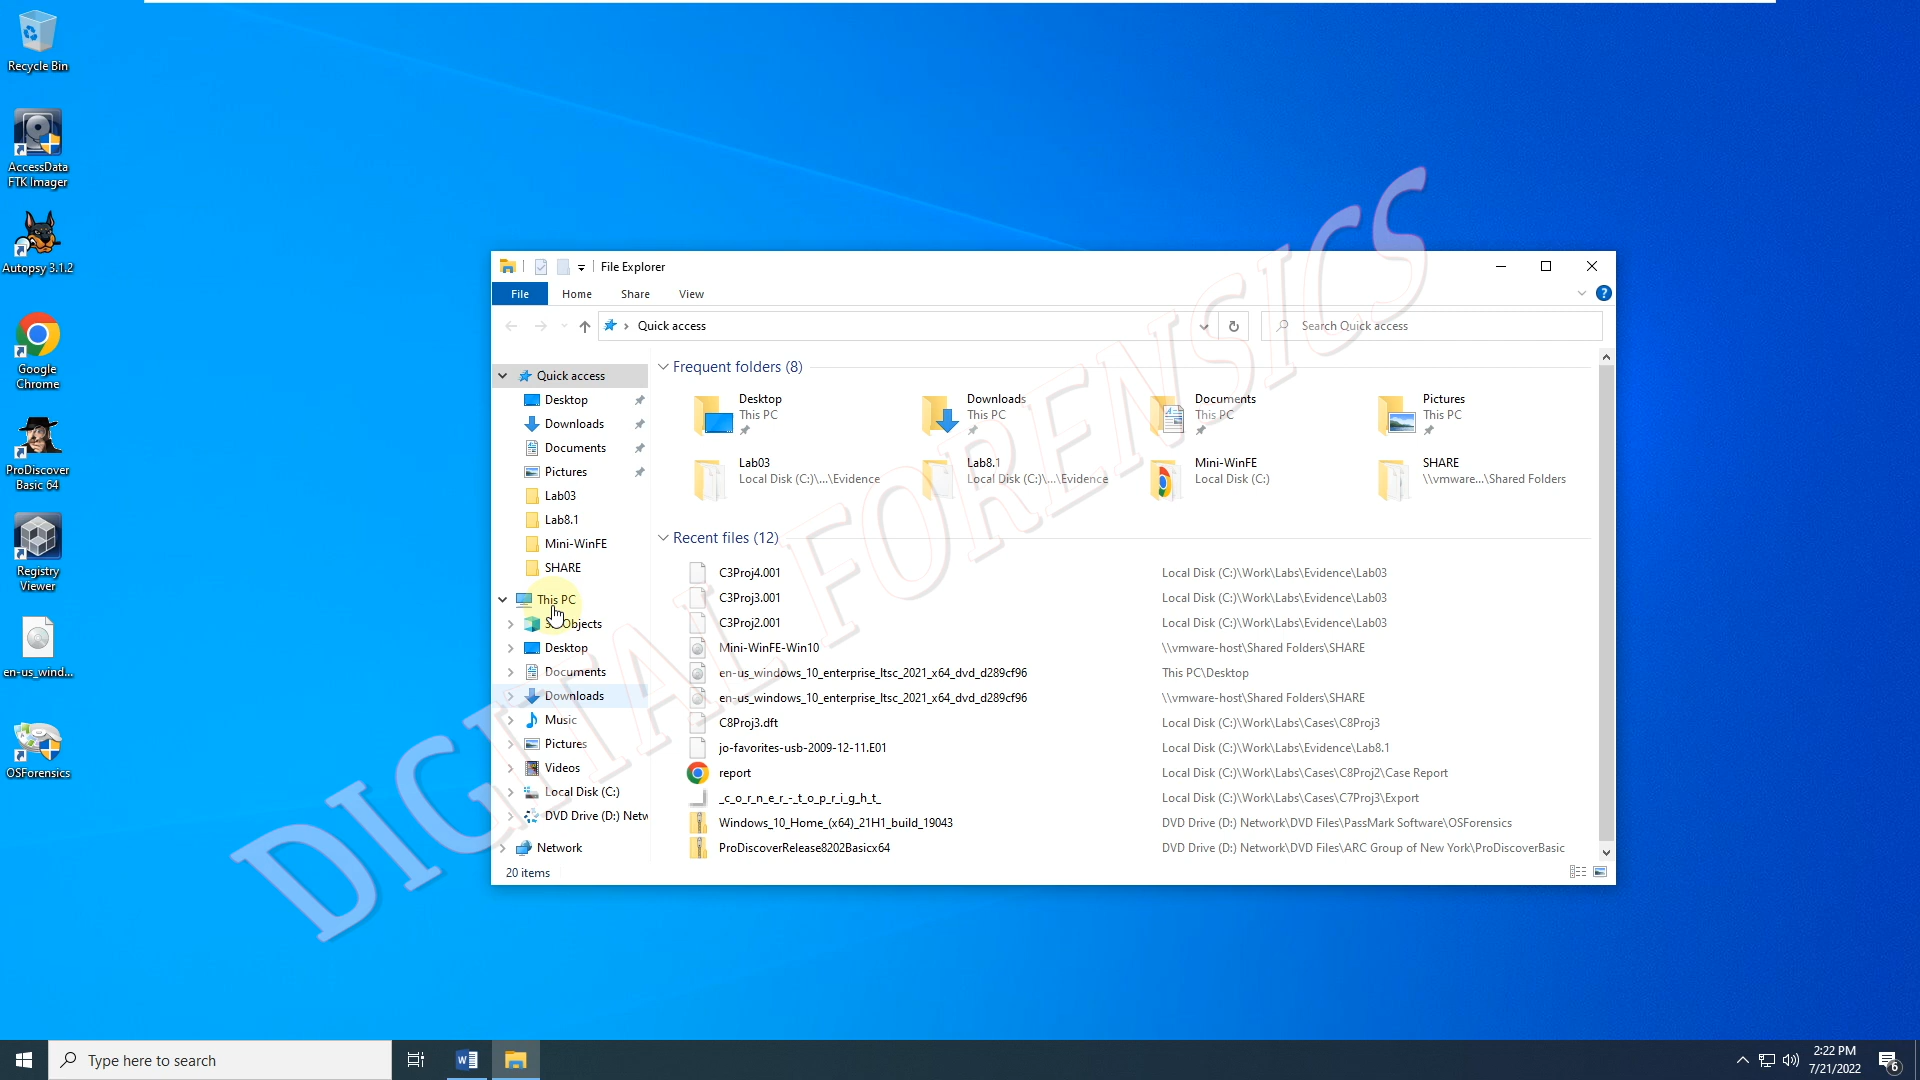 Recycle Bin
AccessData
FTK Imager
Autopsy 3.1.2
Google
Chrome
ProDiscover
Basic 64
Registry
Viewer
en-us_wind...
OSForensics
File Explorer
File Home Share View
Quick access
Search Quick access
Quick access
Desktop
Downloads
Documents
Pictures
Lab03
Lab8.1
Mini-WinFE
SHARE
This PC
Objects
Desktop
Documents
Downloads
Music
Pictures
Videos
Local Disk (C:)
DVD Drive (D:) Netw
Network
Frequent folders (8)
Desktop
This PC
Downloads
This PC
Documents
This PC
Pictures
This PC
Lab03
Local Disk (C:)\...\Evidence
Lab8.1
Local Disk (C:)\...\Evidence
Mini-WinFE
Local Disk (C:)
SHARE
\\vmware...\Shared Folders
Recent files (12)
C3Proj4.001 Local Disk (C:)\Work\Labs\Evidence\Lab03
C3Proj3.001 Local Disk (C:)\Work\Labs\Evidence\Lab03
C3Proj2.001 Local Disk (C:)\Work\Labs\Evidence\Lab03
Mini-WinFE-Win10 \\vmware-host\Shared Folders\SHARE
en-us_windows_10_enterprise_ltsc_2021_x64_dvd_d289cf96 This PC\Desktop
en-us_windows_10_enterprise_ltsc_2021_x64_dvd_d289cf96 \\vmware-host\Shared Folders\SHARE
C8Proj3.dft Local Disk (C:)\Work\Labs\Cases\C8Proj3
jo-favorites-usb-2009-12-11.E01 Local Disk (C:)\Work\Labs\Evidence\Lab8.1
report Local Disk (C:)\Work\Labs\Cases\C8Proj2\Case Report
_c_o_r_n_e_r_-_t_o_p_r_i_g_h_t_ Local Disk (C:)\Work\Labs\Cases\C7Proj3\Export
Windows_10_Home_(x64)_21H1_build_19043 DVD Drive (D:) Network\DVD Files\PassMark Software\OSForensics
ProDiscoverRelease8202Basicx64 DVD Drive (D:) Network\DVD Files\ARC Group of New York\ProDiscoverBasic
20 items
DIGITAL FORENSICS
Type here to search
2:22 PM
7/21/2022
6